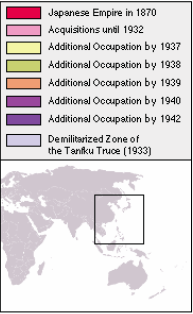 Japanese Empire in 1870
Acquisitions until 1932
Additional Occupation by 1937
Additional Occupation by 1938
Additional Occupation by 1939
Additional Occupation by 1940
Additional Occupation by 1942
Demilitarized Zone of
the Tanfku Truce (1933)